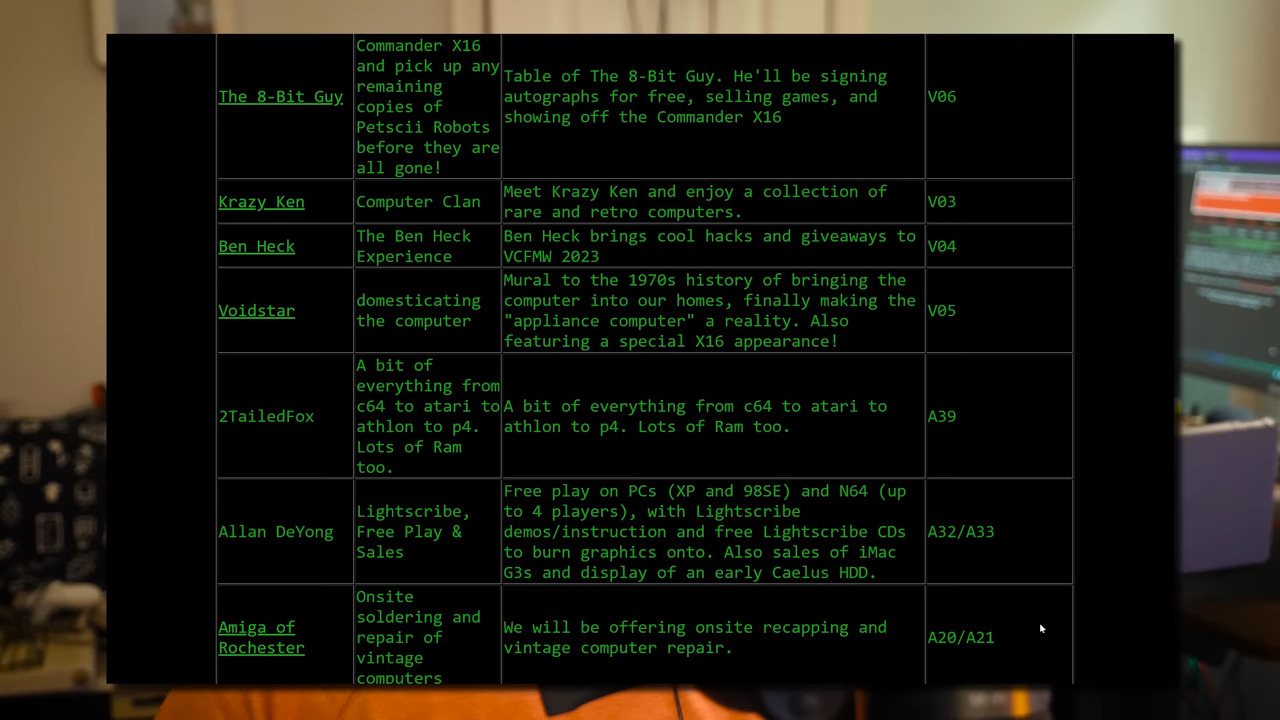 The 8-Bit Guy
Commander X16
and pick up any
remaining
copies of
Petscii Robots
before they are
all gone!
Table of The 8-Bit Guy. He'll be signing
autographs for free, selling games, and
showing off the Commander X16
V06
Krazy Ken
Computer Clan
Meet Krazy Ken and enjoy a collection of
rare and retro computers.
V03
Ben Heck
The Ben Heck
Experience
Ben Heck brings cool hacks and giveaways to
VCFMW 2023
V04
Voidstar
domesticating
the computer
Mural to the 1970s history of bringing the
computer into our homes, finally making the
"appliance computer" a reality. Also
featuring a special X16 appearance!
V05
2TailedFox
A bit of
everything from
c64 to atari to
athlon to p4.
Lots of Ram
too.
A bit of everything from c64 to atari to
athlon to p4. Lots of Ram too.
A39
Allan DeYong
Lightscribe,
Free Play &
Sales
Free play on PCs (XP and 98SE) and N64 (up
to 4 players), with Lightscribe
demos/instruction and free Lightscribe CDs
to burn graphics onto. Also sales of iMac
G3s and display of an early Caelus HDD.
A32/A33
Amiga of
Rochester
Onsite
soldering and
repair of
vintage
computers
We will be offering onsite recapping and
vintage computer repair.
A20/A21